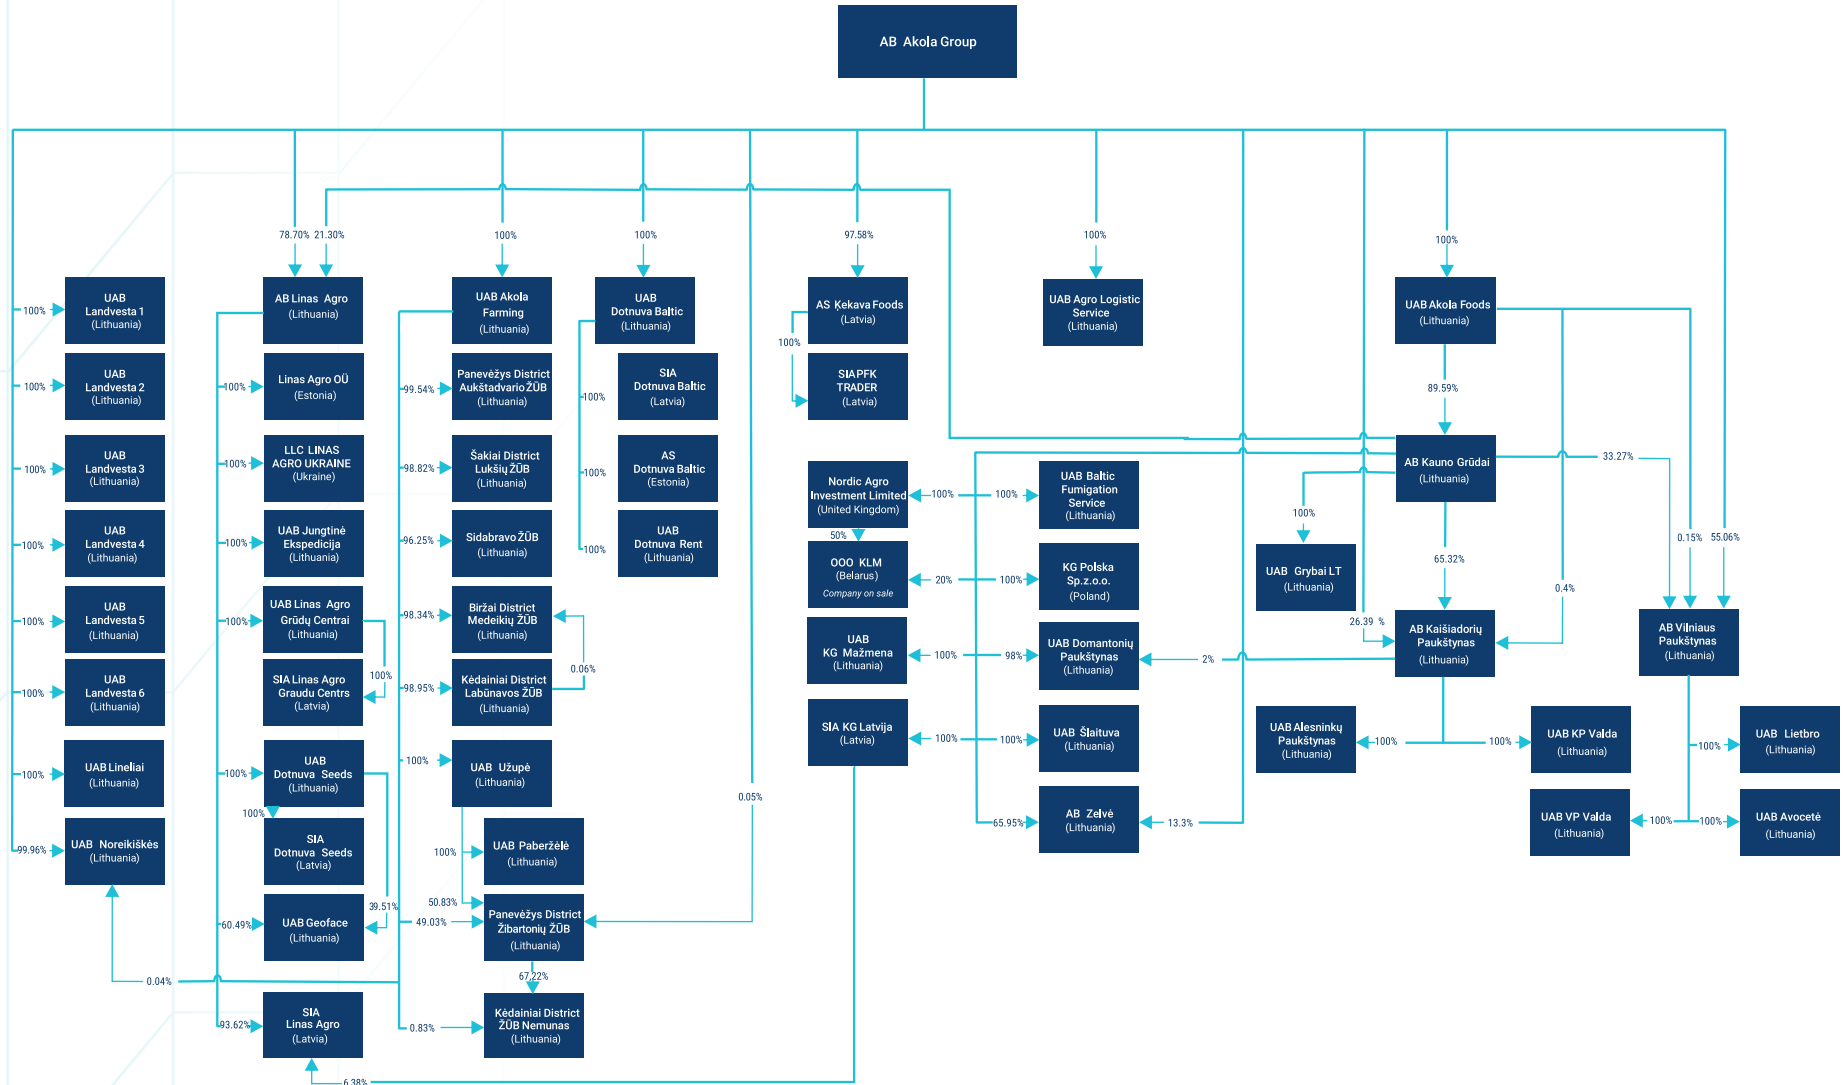 AB Akola Group
78.70%
21.30%
100%
100%
97.58%
100%
100%
100%
UAB
Landvesta 1
(Lithuania)
100%
UAB
Landvesta 2
(Lithuania)
100%
UAB
Landvesta 3
(Lithuania)
100%
UAB
Landvesta 4
(Lithuania)
100%
UAB
Landvesta 5
(Lithuania)
100%
UAB
Landvesta 6
(Lithuania)
100%
UAB Lineliai
(Lithuania)
99.96%
UAB Noreikiškės
(Lithuania)
0.04%
AB Linas Agro
(Lithuania)
100%
Linas Agro OÜ
(Estonia)
100%
LLC LINAS
AGRO UKRAINE
(Ukraine)
100%
UAB Jungtinė
Ekspedicija
(Lithuania)
100%
UAB Linas Agro
Grūdų Centrai
(Lithuania)
100%
SIA Linas Agro
Graudu Centrs
(Latvia)
100%
UAB
Dotnuva Seeds
(Lithuania)
100%
SIA
Dotnuva Seeds
(Latvia)
39.51%
60.49%
UAB Geoface
(Lithuania)
93.62%
SIA
Linas Agro
(Latvia)
6.38%
UAB Akola
Farming
(Lithuania)
99.54%
Panevėžys District
Aukštadvario ŽŪB
(Lithuania)
98.82%
Šakiai District
Lukšių ŽŪB
(Lithuania)
96.25%
Sidabravo ŽŪB
(Lithuania)
98.34%
Biržai District
Medeikių ŽŪB
(Lithuania)
0.06%
98.95%
Kėdainiai District
Labūnavos ŽŪB
(Lithuania)
100%
UAB Užupė
(Lithuania)
100%
UAB Paberžėlė
(Lithuania)
50.83%
49.03%
Panevėžys District
Žibartonių ŽŪB
(Lithuania)
0.05%
67.22%
0.83%
Kėdainiai District
ŽŪB Nemunas
(Lithuania)
UAB
Dotnuva Baltic
(Lithuania)
100%
SIA
Dotnuva Baltic
(Latvia)
100%
AS
Dotnuva Baltic
(Estonia)
100%
UAB
Dotnuva Rent
(Lithuania)
AS Ķekava Foods
(Latvia)
100%
SIA PFK
TRADER
(Latvia)
UAB Agro Logistic
Service
(Lithuania)
Nordic Agro
Investment Limited
(United Kingdom)
100%
100%
UAB Baltic
Fumigation
Service
(Lithuania)
50%
OOO KLM
(Belarus)
Company on sale
20%
100%
KG Polska
Sp.z.o.o.
(Poland)
UAB
KG Mažmena
(Lithuania)
100%
98%
UAB Domantonių
Paukštynas
(Lithuania)
2%
SIA KG Latvija
(Latvia)
100%
100%
UAB Šlaituva
(Lithuania)
65.95%
AB Zelvė
(Lithuania)
13.3%
UAB Akola Foods
(Lithuania)
89.59%
AB Kauno Grūdai
(Lithuania)
33.27%
100%
UAB Grybai LT
(Lithuania)
65.32%
0.15%
55.06%
0.4%
26.39 %
AB Kaišiadorių
Paukštynas
(Lithuania)
AB Vilniaus
Paukštynas
(Lithuania)
UAB Alesninkų
Paukštynas
(Lithuania)
100%
100%
UAB KP Valda
(Lithuania)
100%
UAB Lietbro
(Lithuania)
UAB VP Valda
(Lithuania)
100%
100%
UAB Avocetė
(Lithuania)